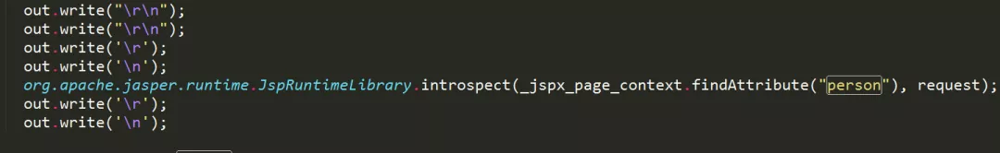 out.write("\r\n");
out.write("\r\n");
out.write('\r');
out.write('\n');
org.apache.jasper.runtime.JspRuntimeLibrary.introspect(_jspx_page_context.findAttribute("person"), request);
out.write('\r');
out.write('\n');